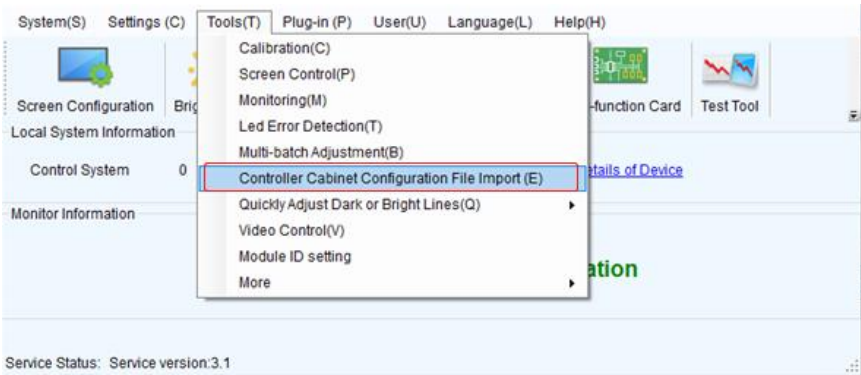 System(S) Settings (C) Tools(T) Plug-in (P) User(U) Language(L) Help(H)
Calibration(C)
Screen Control(P)
Monitoring(M)
Led Error Detection(T)
Multi-batch Adjustment(B)
Controller Cabinet Configuration File Import (E)
Quickly Adjust Dark or Bright Lines(Q)
Video Control(V)
Module ID setting
More
Screen Configuration
-function Card
Test Tool
Local System Information
Control System 0
Details of Device
Monitor Information
Service Status: Service version:3.1